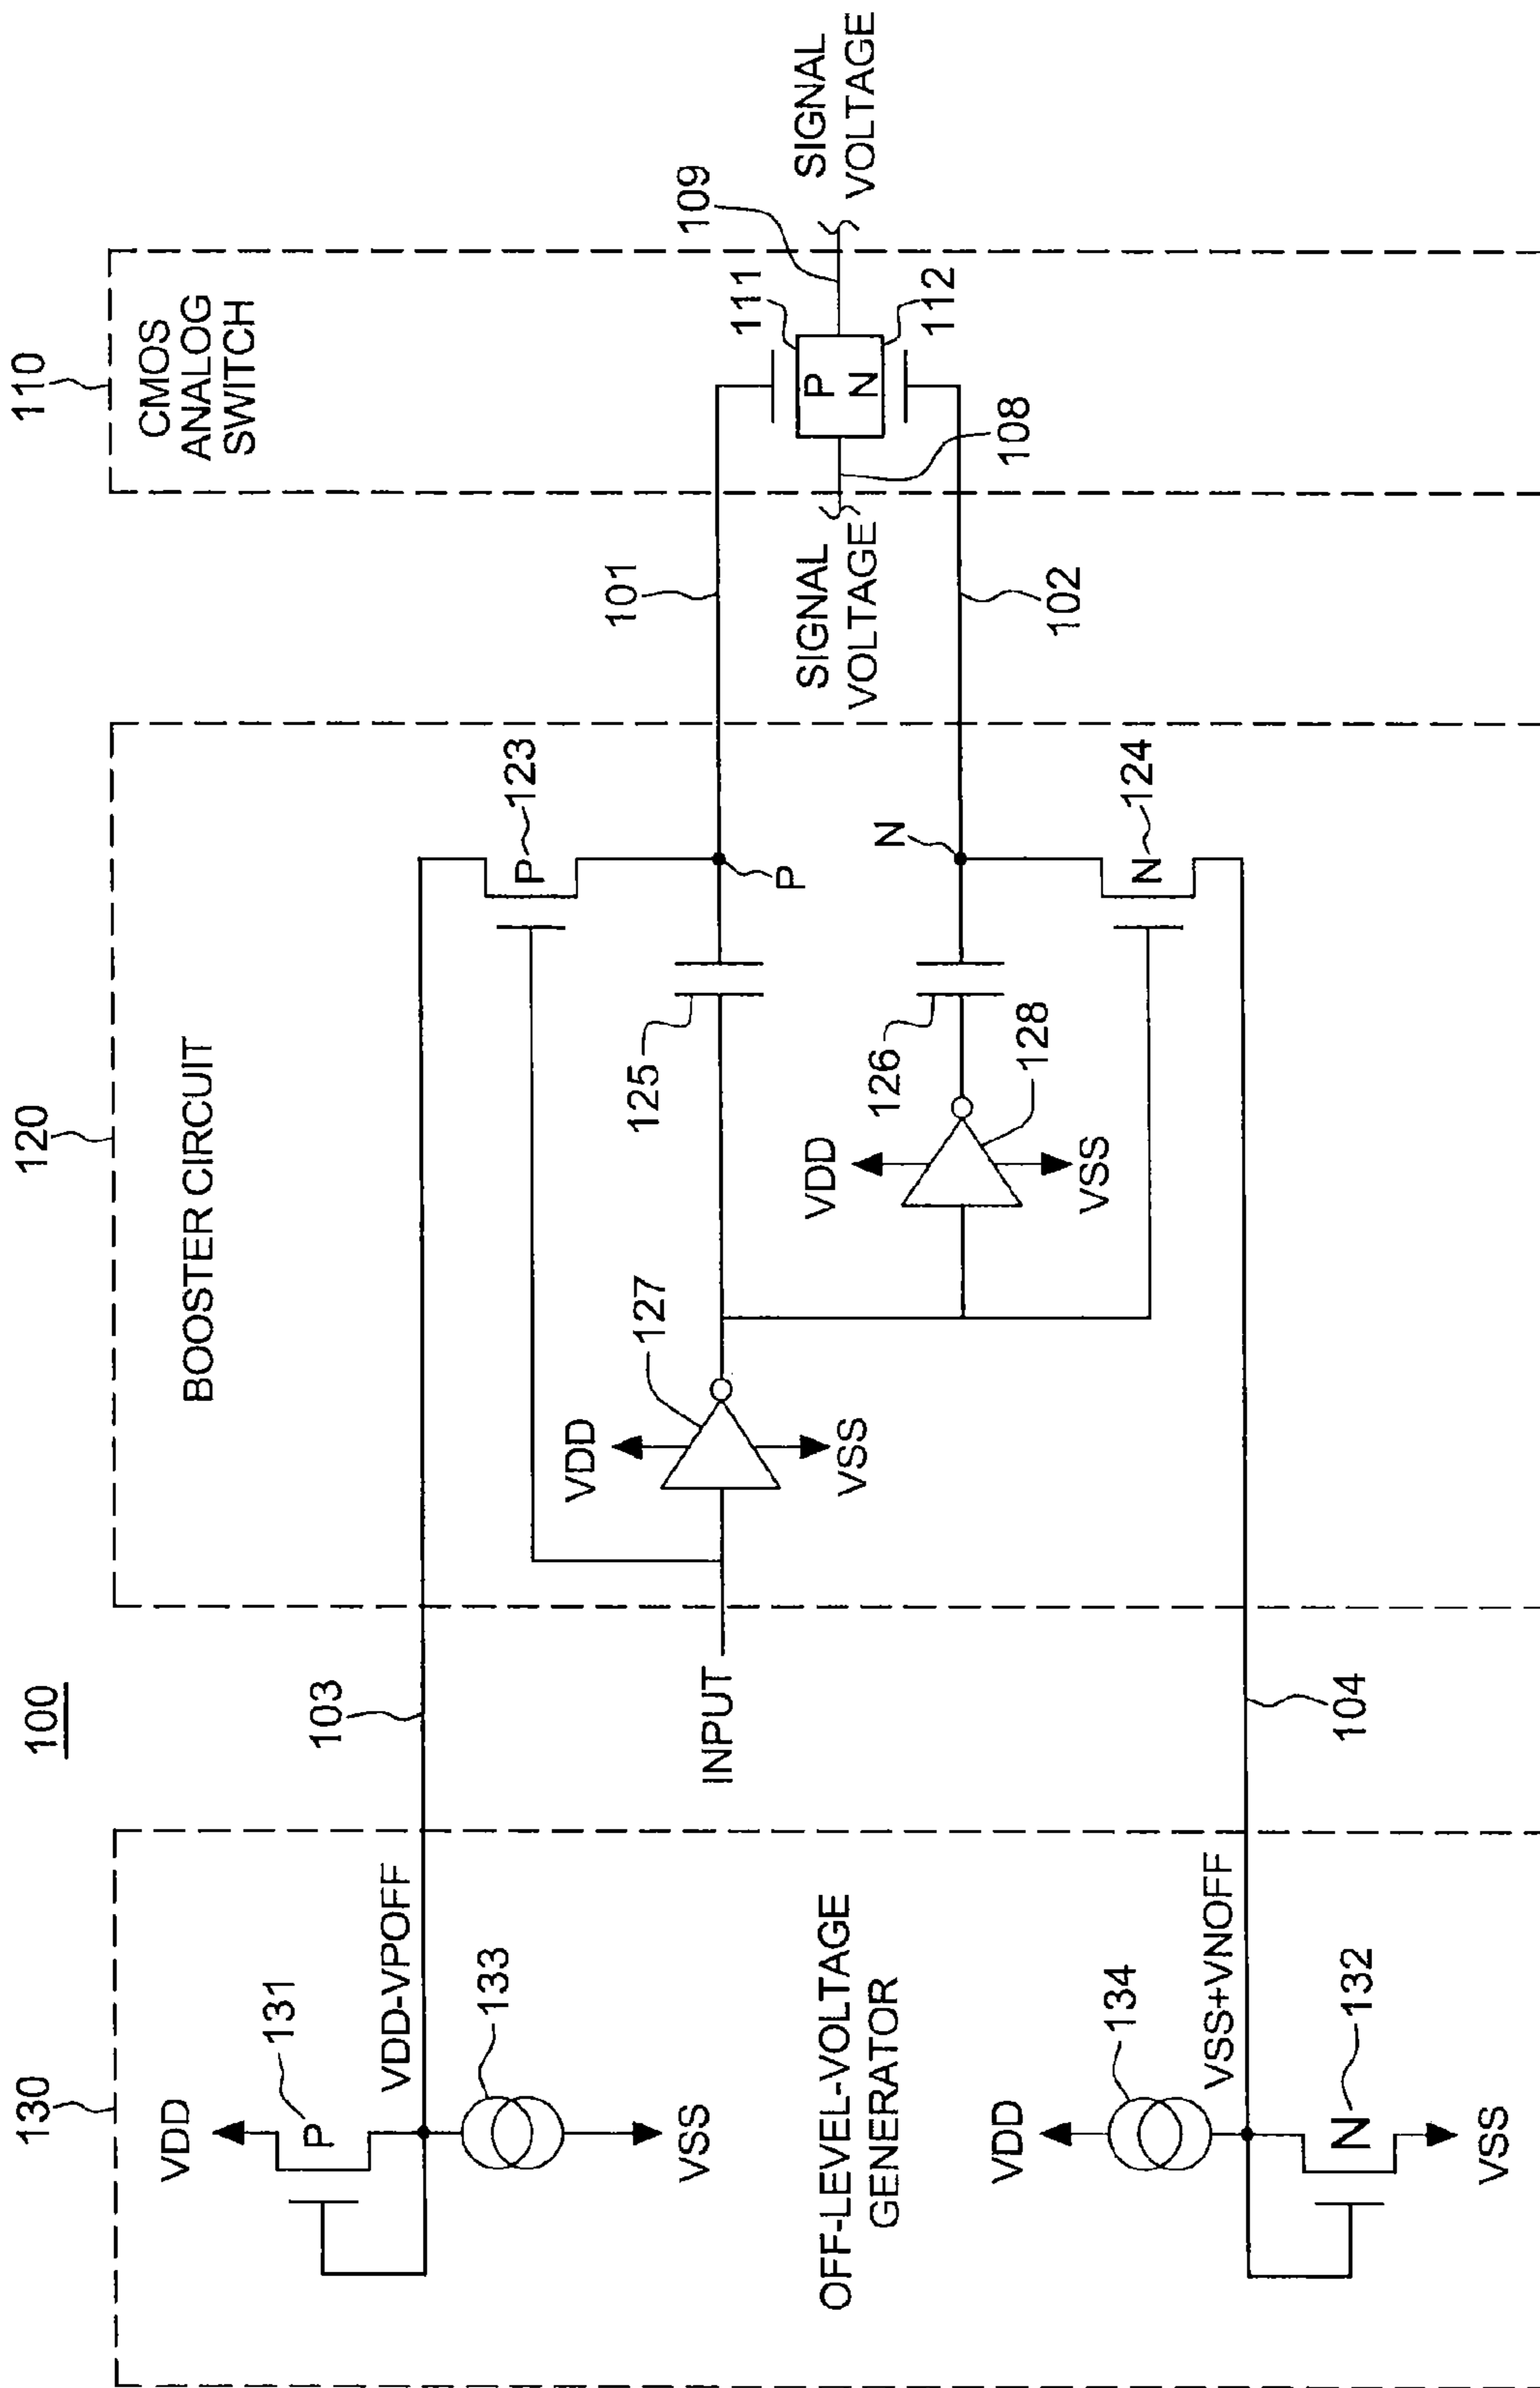 100
130
120
110
VDD
131
P
VDD-VPOFF
133
VSS
OFF-LEVEL-VOLTAGE
GENERATOR
VDD
134
VSS+VNOFF
N
132
VSS
103
INPUT
104
BOOSTER CIRCUIT
P
123
VDD
127
VSS
125
P
N
126
VDD
128
VSS
N
124
101
SIGNAL
VOLTAGE
102
CMOS
ANALOG
SWITCH
111
P
N
112
108
109
SIGNAL
VOLTAGE